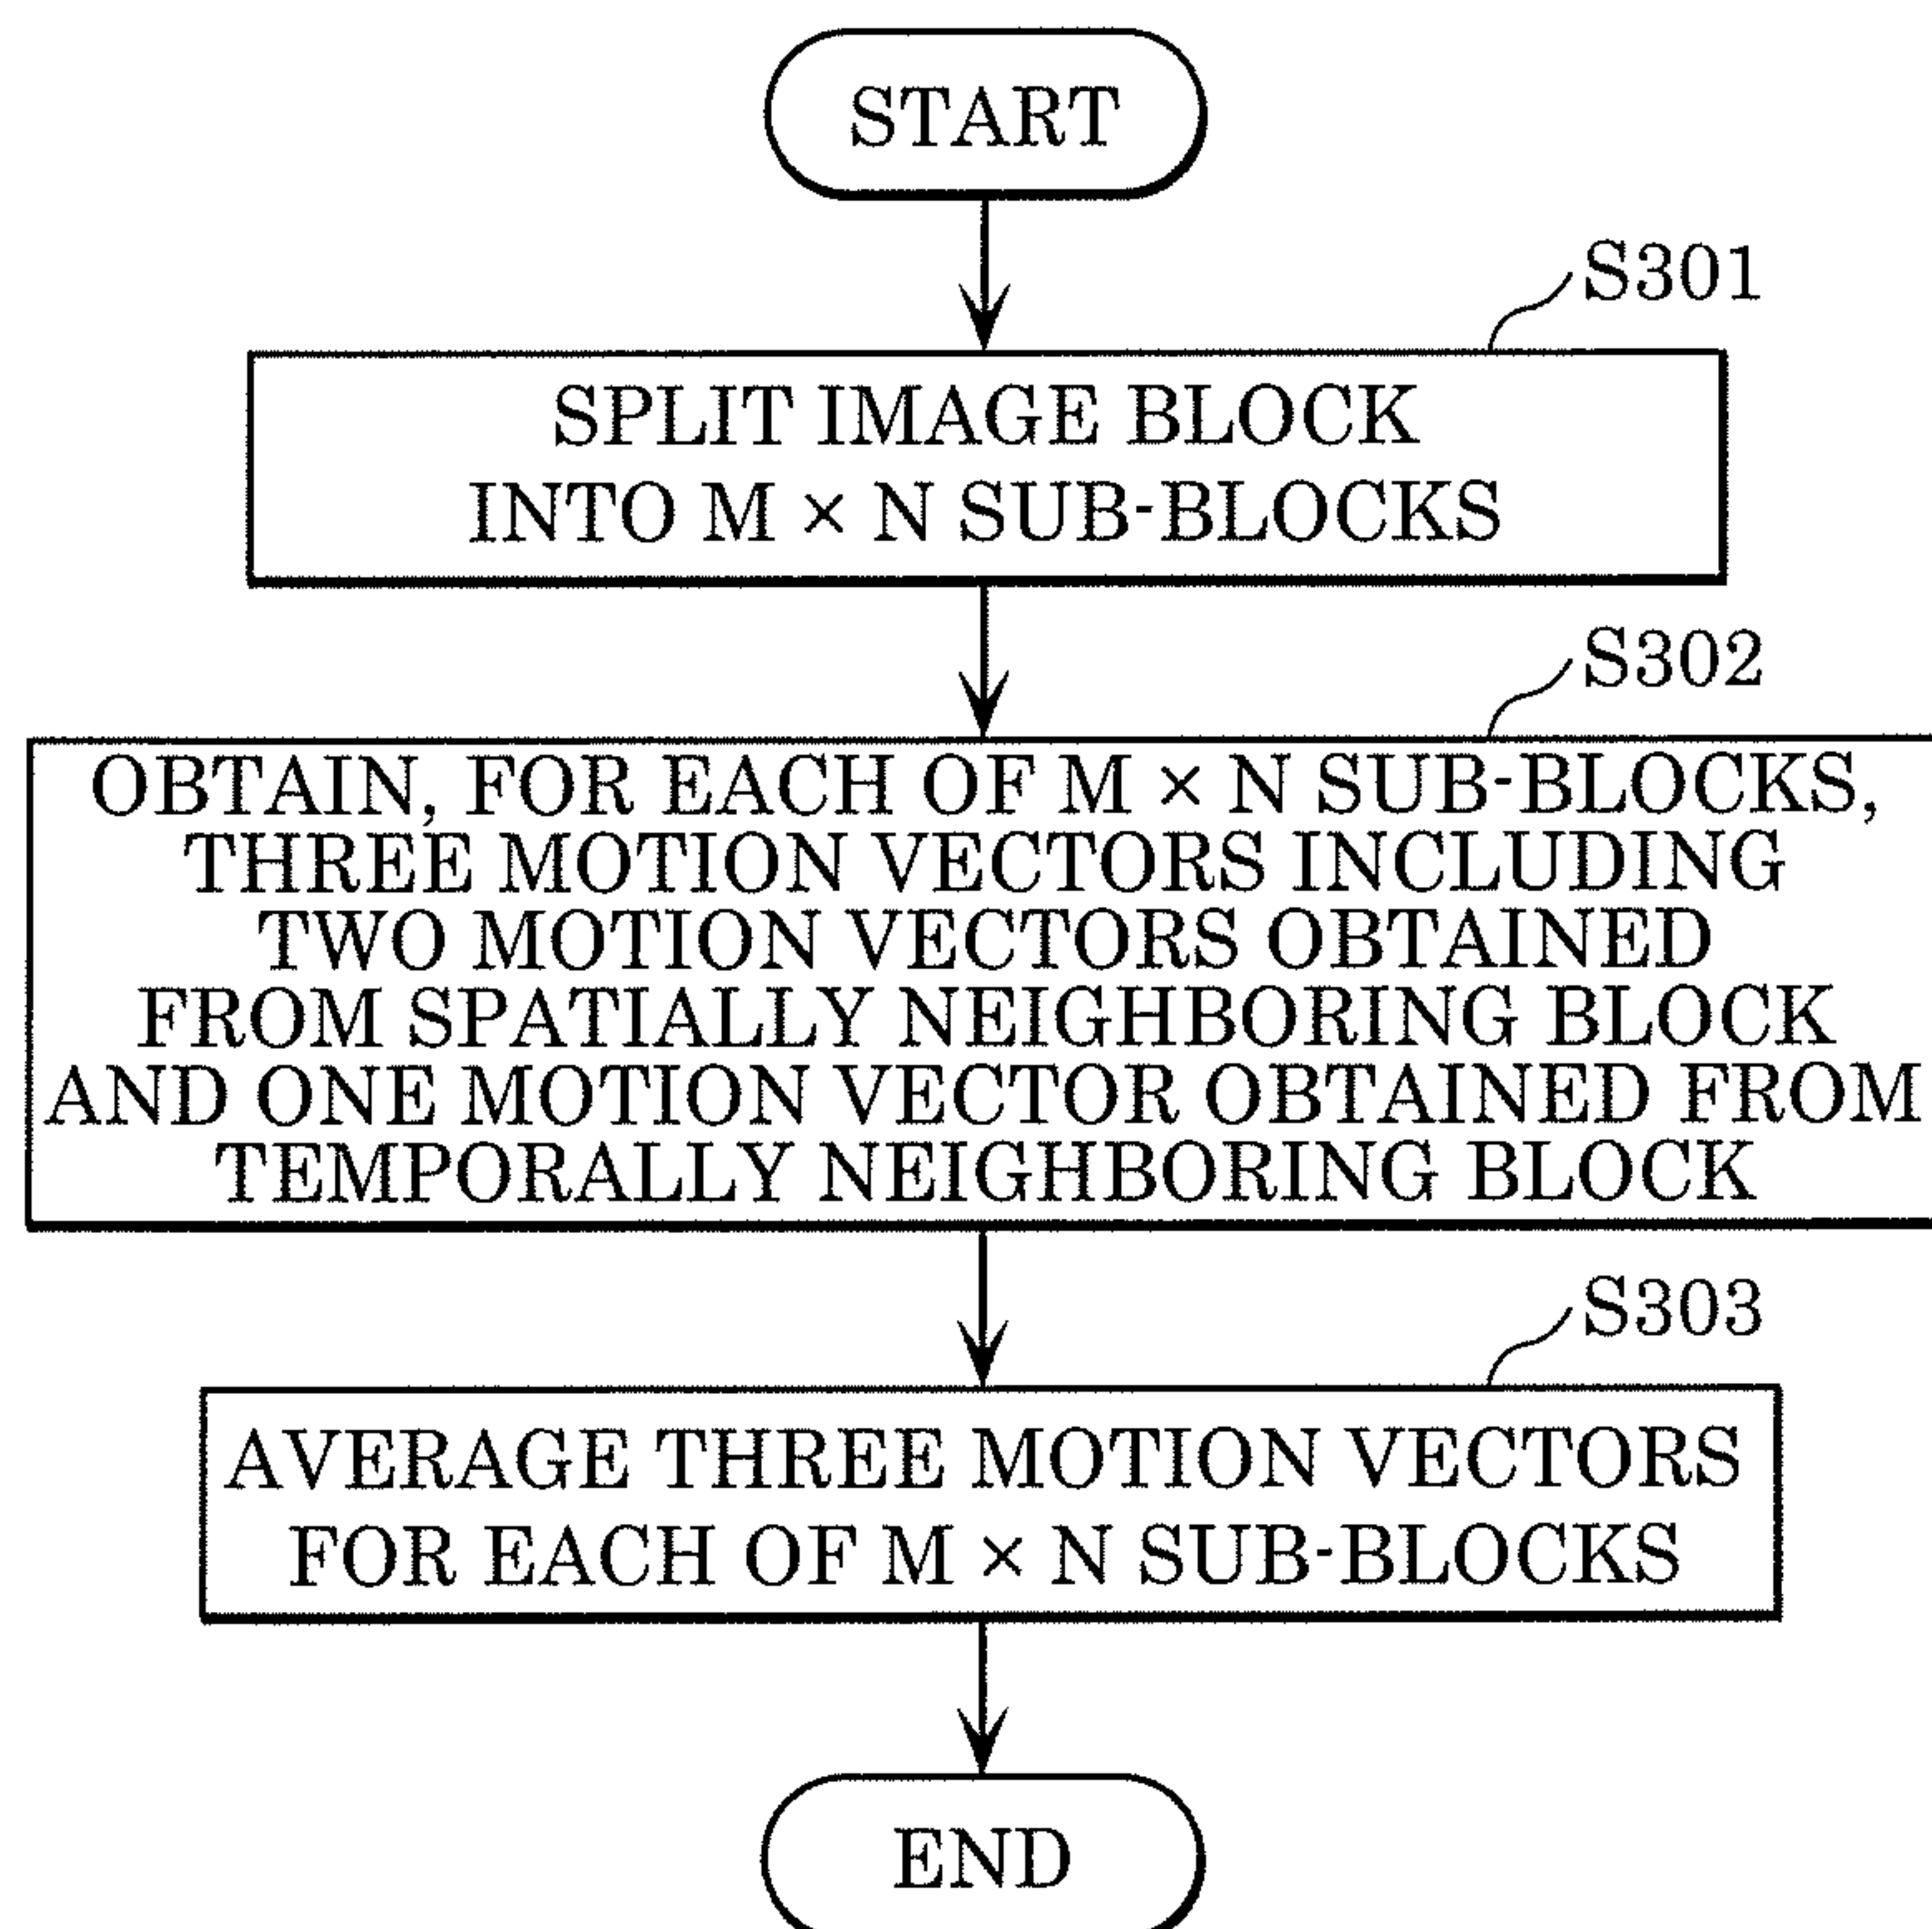 START
S301
SPLIT IMAGE BLOCK
INTO M × N SUB-BLOCKS
S302
OBTAIN, FOR EACH OF M × N SUB-BLOCKS,
THREE MOTION VECTORS INCLUDING
TWO MOTION VECTORS OBTAINED
FROM SPATIALLY NEIGHBORING BLOCK
AND ONE MOTION VECTOR OBTAINED FROM
TEMPORALLY NEIGHBORING BLOCK
S303
AVERAGE THREE MOTION VECTORS
FOR EACH OF M × N SUB-BLOCKS
END